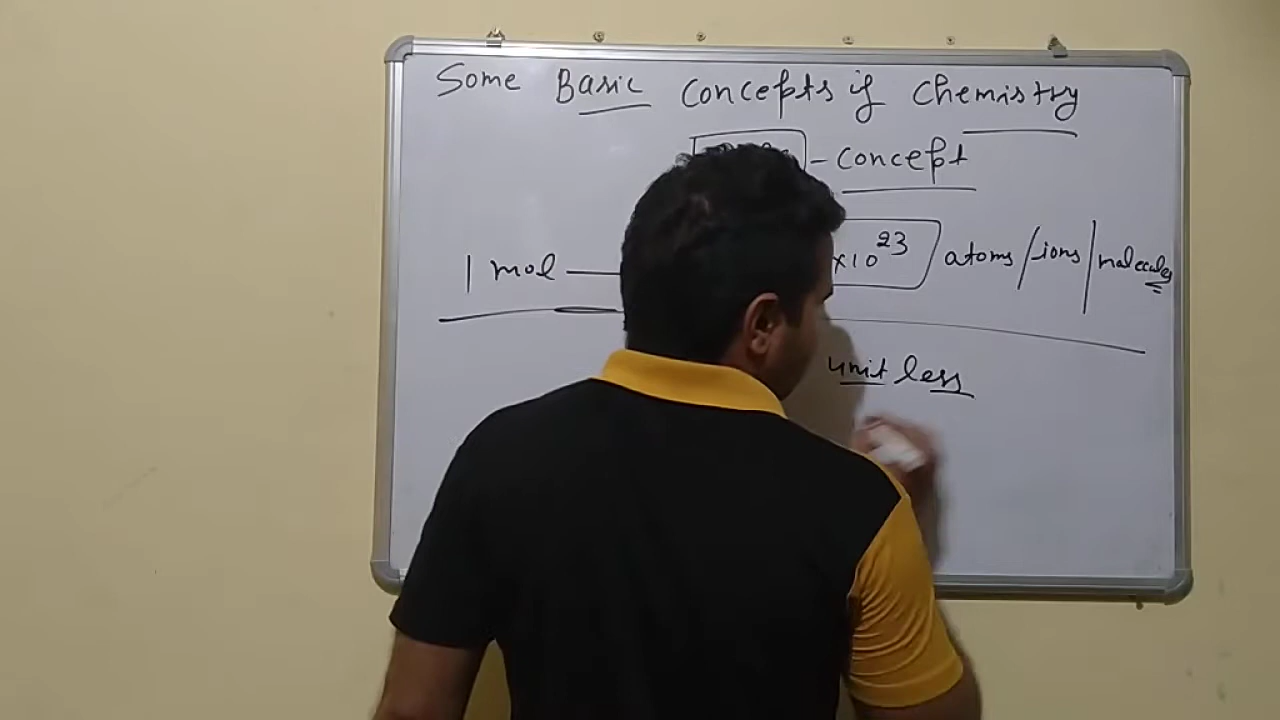 Some Basic Concepts of Chemistry
- Concept
1 mol — ×10²³ atoms/ions/molecules
unit less